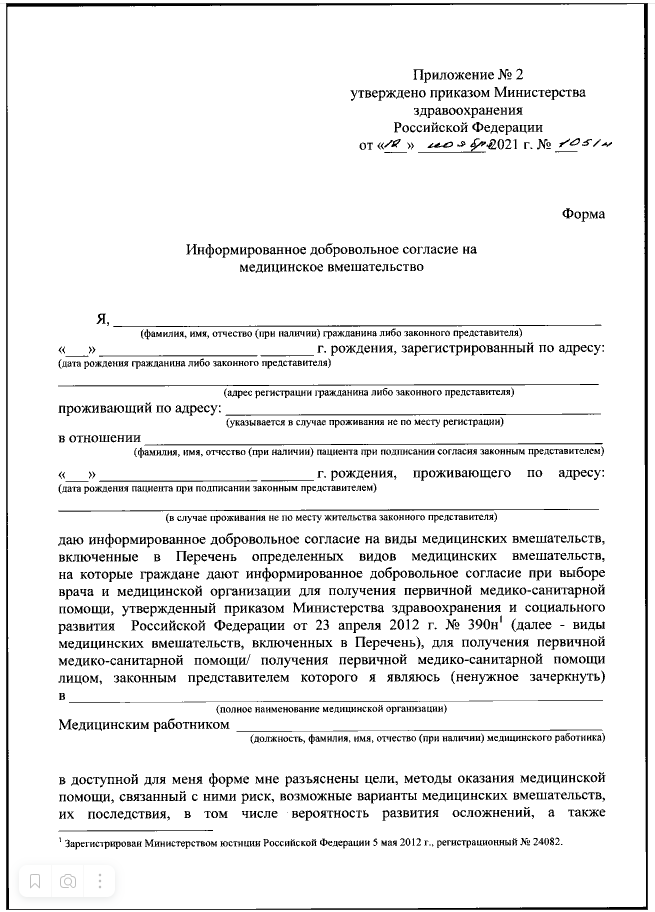 Приложение № 2
утверждено приказом Министерства
здравоохранения
Российской Федерации
от «12» ноября 2021 г. № 1051н
Форма
Информированное добровольное согласие на
медицинское вмешательство
Я, ___
(фамилия, имя, отчество (при наличии) гражданина либо законного представителя)
«___» ___ ___ г. рождения, зарегистрированный по адресу:
(дата рождения гражданина либо законного представителя)
(адрес регистрации гражданина либо законного представителя)
проживающий по адресу: ___
(указывается в случае проживания не по месту регистрации)
в отношении ___
(фамилия, имя, отчество (при наличии) пациента при подписании согласия законным представителем)
«___» ___ ___ г. рождения, проживающего по адресу:
(дата рождения пациента при подписании законным представителем)
(в случае проживания не по месту жительства законного представителя)
даю информированное добровольное согласие на виды медицинских вмешательств,
включенные в Перечень определенных видов медицинских вмешательств,
на которые граждане дают информированное добровольное согласие при выборе
врача и медицинской организации для получения первичной медико-санитарной
помощи, утвержденный приказом Министерства здравоохранения и социального
развития Российской Федерации от 23 апреля 2012 г. № 390н¹ (далее - виды
медицинских вмешательств, включенных в Перечень), для получения первичной
медико-санитарной помощи/ получения первичной медико-санитарной помощи
лицом, законным представителем которого я являюсь (ненужное зачеркнуть)
в ___
(полное наименование медицинской организации)
Медицинским работником ___
(должность, фамилия, имя, отчество (при наличии) медицинского работника)
в доступной для меня форме мне разъяснены цели, методы оказания медицинской
помощи, связанный с ними риск, возможные варианты медицинских вмешательств,
их последствия, в том числе вероятность развития осложнений, а также
¹ Зарегистрирован Министерством юстиции Российской Федерации 5 мая 2012 г., регистрационный № 24082.